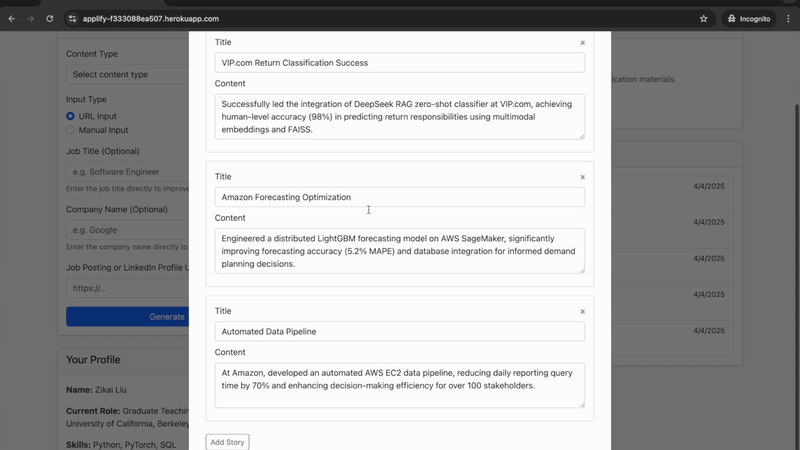 applify-f333088ea507.herokuapp.com
Incognito
Content Type
Select content type
Input Type
URL Input
Manual Input
Job Title (Optional)
e.g. Software Engineer
Enter the job title directly to improve
Company Name (Optional)
e.g. Google
Enter the company name directly to
Job Posting or LinkedIn Profile
https://...
Generate
Your Profile
Name: Zikai Liu
Current Role: Graduate
University of California, Berkeley
Skills: Python, PyTorch, SQL
Title
×
VIP.com Return Classification Success
Content
Successfully led the integration of DeepSeek RAG zero-shot classifier at VIP.com, achieving
human-level accuracy (98%) in predicting return responsibilities using multimodal
embeddings and FAISS.
Title
×
Amazon Forecasting Optimization
Content
Engineered a distributed LightGBM forecasting model on AWS SageMaker, significantly
improving forecasting accuracy (5.2% MAPE) and database integration for informed demand
planning decisions.
Title
×
Automated Data Pipeline
Content
At Amazon, developed an automated AWS EC2 data pipeline, reducing daily reporting query
time by 70% and enhancing decision-making efficiency for over 100 stakeholders.
Add Story
materials.
4/4/2025
4/4/2025
4/4/2025
4/4/2025
4/4/2025